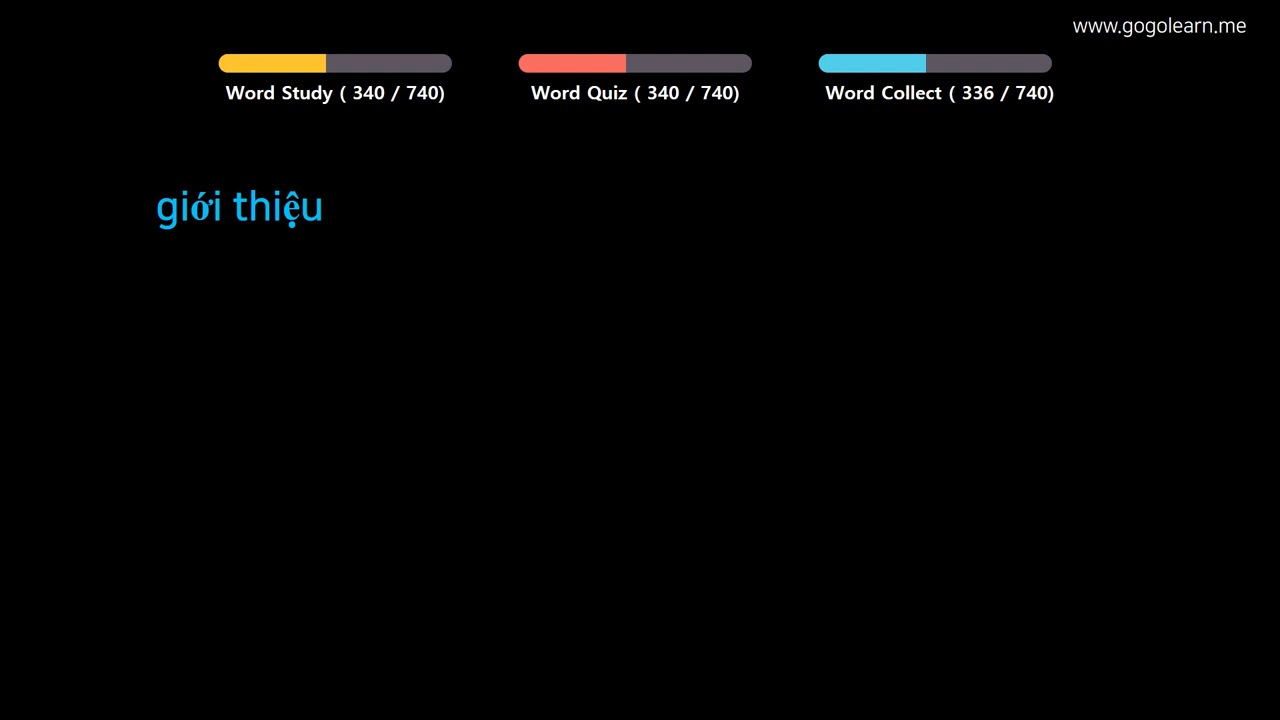 www.gogolearn.me
Word Study ( 340 / 740)
Word Quiz ( 340 / 740)
Word Collect ( 336 / 740)
giới thiệu